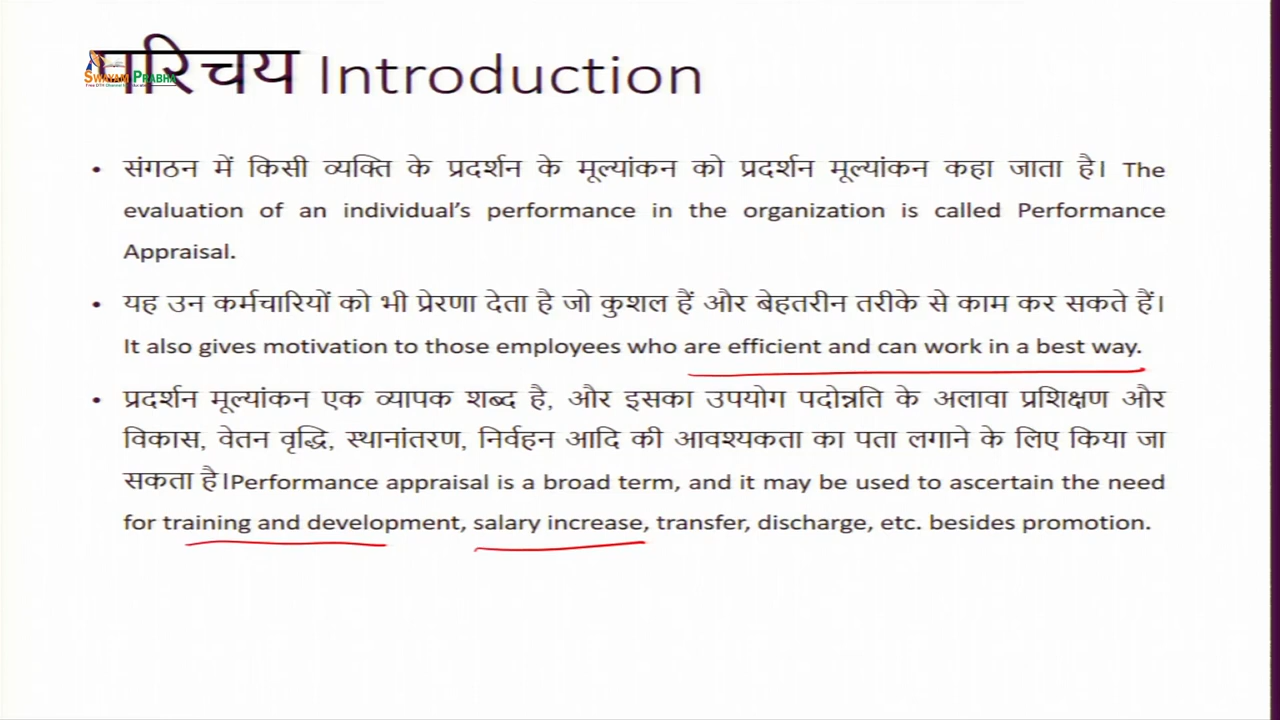 परिचय Introduction
SWAYAM PRABHA
• संगठन में किसी व्यक्ति के प्रदर्शन के मूल्यांकन को प्रदर्शन मूल्यांकन कहा जाता है। The
evaluation of an individual's performance in the organization is called Performance
Appraisal.
• यह उन कर्मचारियों को भी प्रेरणा देता है जो कुशल हैं और बेहतरीन तरीके से काम कर सकते हैं।
It also gives motivation to those employees who are efficient and can work in a best way.
• प्रदर्शन मूल्यांकन एक व्यापक शब्द है, और इसका उपयोग पदोन्नति के अलावा प्रशिक्षण और
विकास, वेतन वृद्धि, स्थानांतरण, निर्वहन आदि की आवश्यकता का पता लगाने के लिए किया जा
सकता है।Performance appraisal is a broad term, and it may be used to ascertain the need
for training and development, salary increase, transfer, discharge, etc. besides promotion.